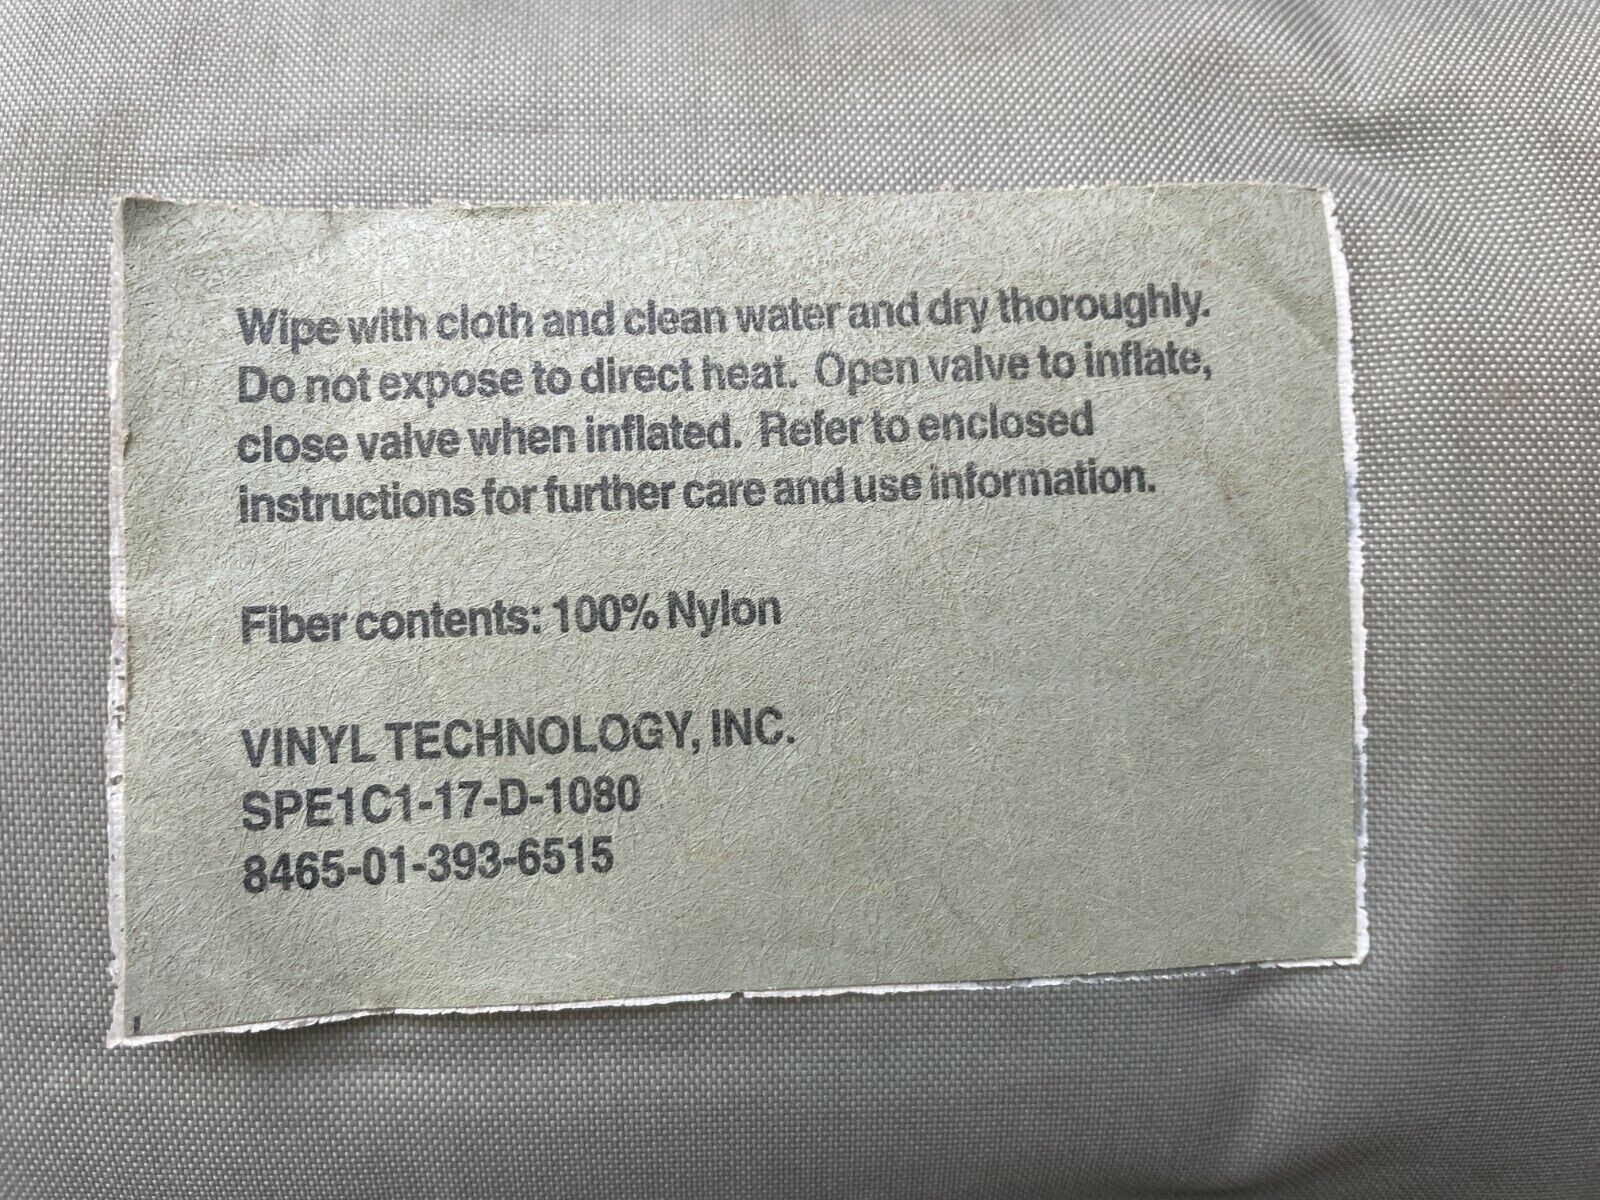 Wipe with cloth and clean water and dry thoroughly.
Do not expose to direct heat. Open valve to inflate,
close valve when inflated. Refer to enclosed
instructions for further care and use information.
Fiber contents: 100% Nylon
VINYL TECHNOLOGY, INC.
SPE1C1-17-D-1080
8465-01-393-6515